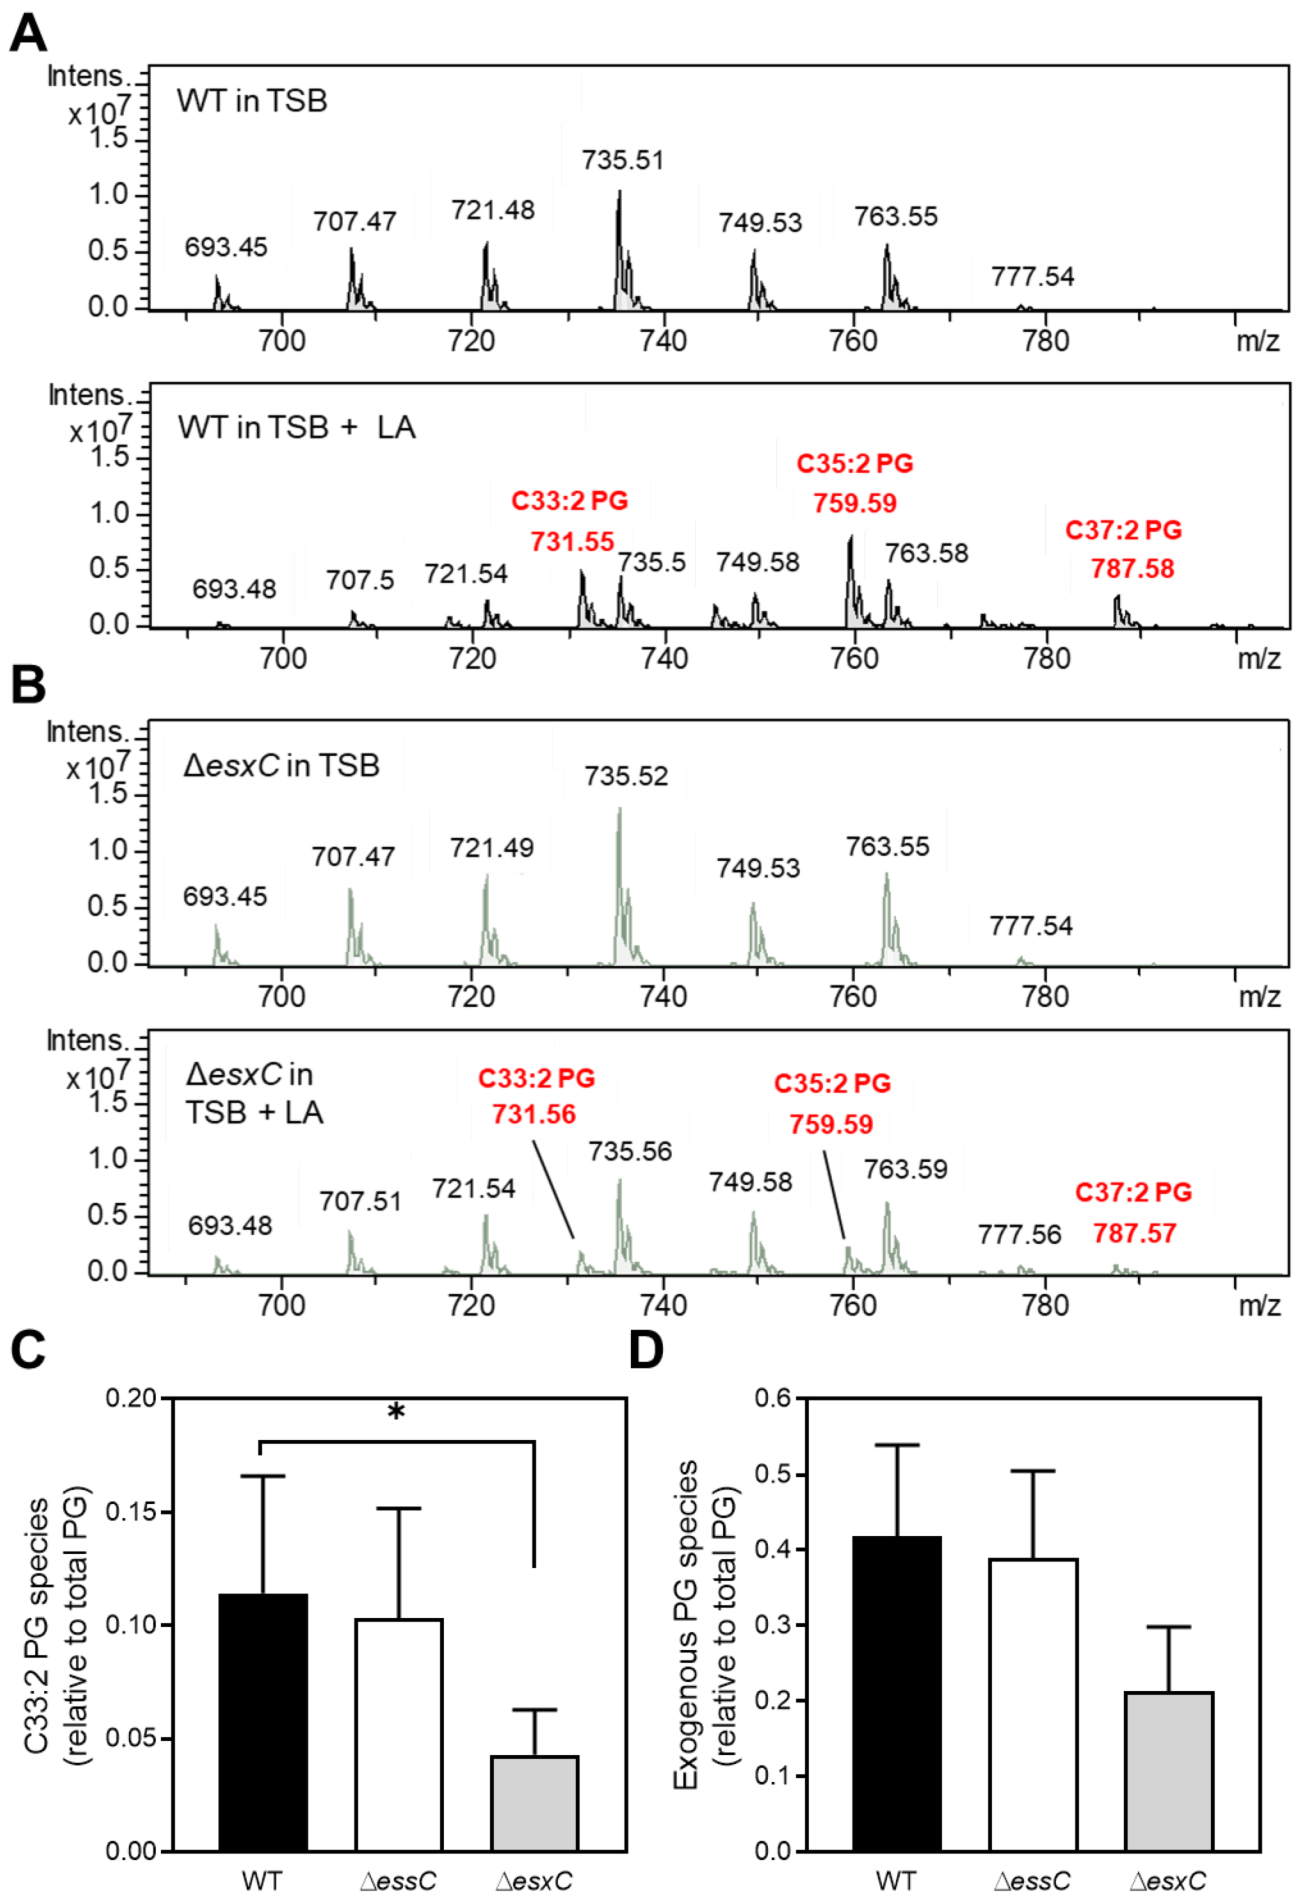 A
Intens.
x10⁷
WT in TSB
1.5
1.0
0.5
0.0
693.45
707.47
721.48
735.51
749.53
763.55
777.54
700
720
740
760
780
m/z
Intens.
x10⁷
WT in TSB + LA
1.5
1.0
0.5
0.0
693.48
707.5
721.54
C33:2 PG
731.55
735.5
749.58
C35:2 PG
759.59
763.58
C37:2 PG
787.58
700
720
740
760
780
m/z
B
Intens.
x10⁷
ΔesxC in TSB
1.5
1.0
0.5
0.0
693.45
707.47
721.49
735.52
749.53
763.55
777.54
700
720
740
760
780
m/z
Intens.
x10⁷
ΔesxC in
TSB + LA
1.5
1.0
0.5
0.0
693.48
707.51
721.54
C33:2 PG
731.56
735.56
749.58
C35:2 PG
759.59
763.59
777.56
C37:2 PG
787.57
700
720
740
760
780
m/z
C
C33:2 PG species
(relative to total PG)
0.20
0.15
0.10
0.05
0.00
*
WT
ΔessC
ΔesxC
D
Exogenous PG species
(relative to total PG)
0.6
0.5
0.4
0.3
0.2
0.1
0.0
WT
ΔessC
ΔesxC